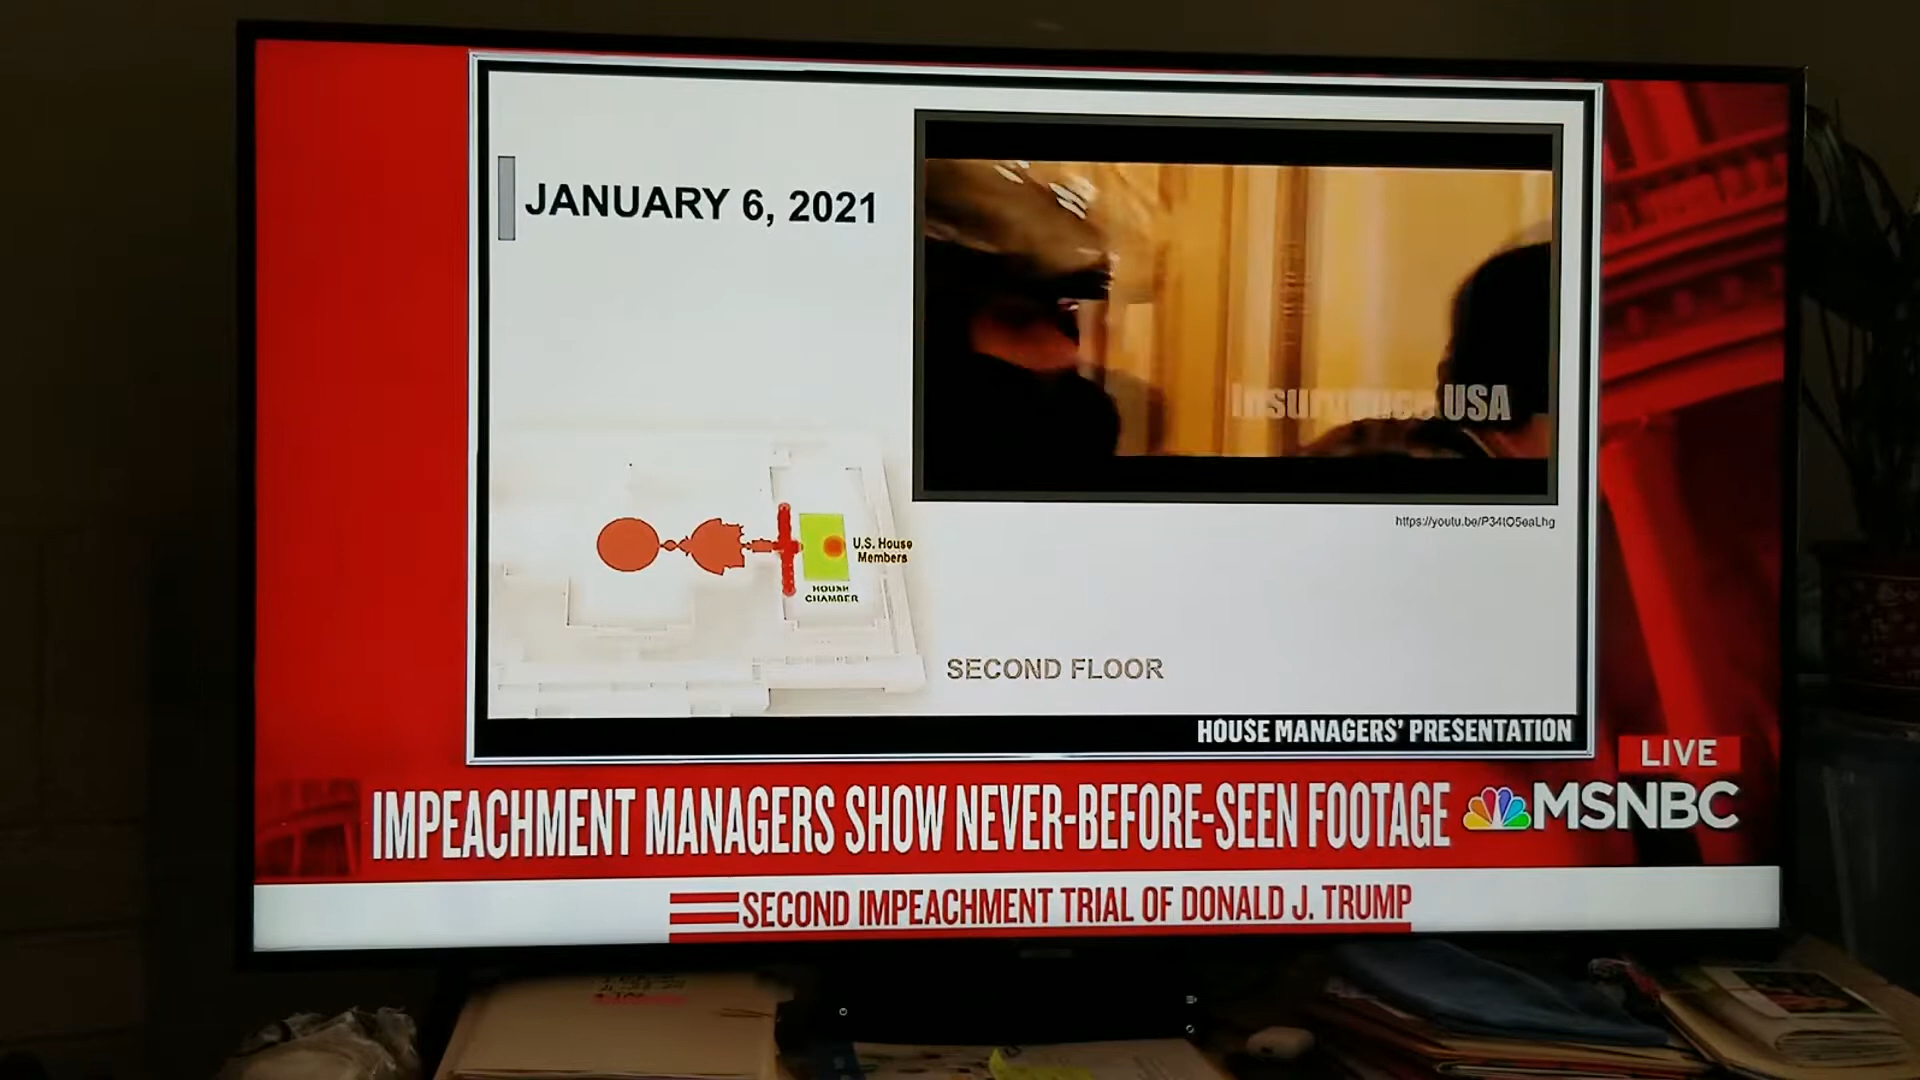 JANUARY 6, 2021
USA
https://youtu.be/P34tO5eaLhg
U.S. House
Members
HOUSE
CHAMBER
SECOND FLOOR
HOUSE MANAGERS' PRESENTATION
LIVE
IMPEACHMENT MANAGERS SHOW NEVER-BEFORE-SEEN FOOTAGE
MSNBC
SECOND IMPEACHMENT TRIAL OF DONALD J. TRUMP